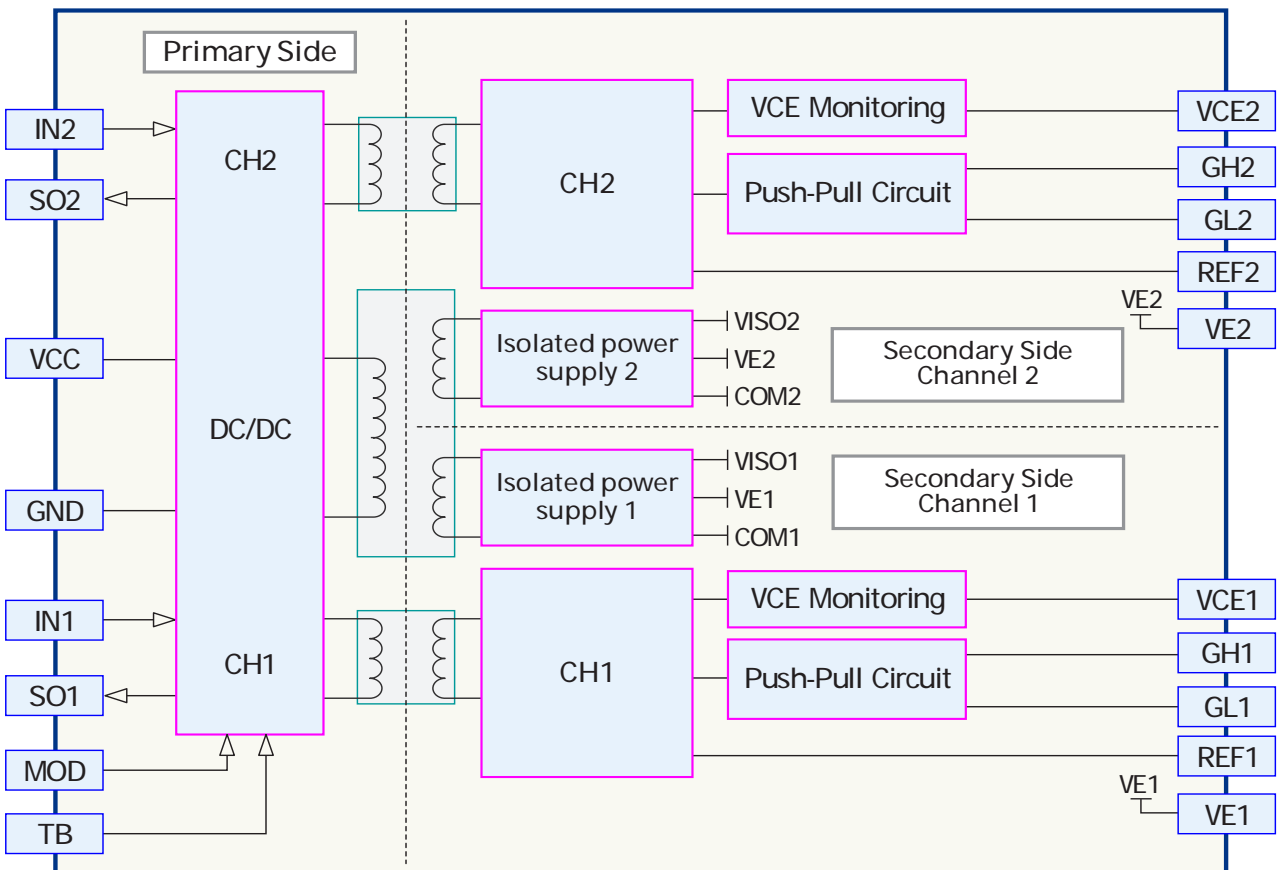 Primary Side
IN2
SO2
VCC
GND
IN1
SO1
MOD
TB
CH2
DC/DC
CH1
CH2
VCE Monitoring
Push-Pull Circuit
VCE2
GH2
GL2
REF2
VE2
VE2
Isolated power
supply 2
VISO2
VE2
COM2
Secondary Side
Channel 2
Isolated power
supply 1
VISO1
VE1
COM1
Secondary Side
Channel 1
CH1
VCE Monitoring
Push-Pull Circuit
VCE1
GH1
GL1
REF1
VE1
VE1